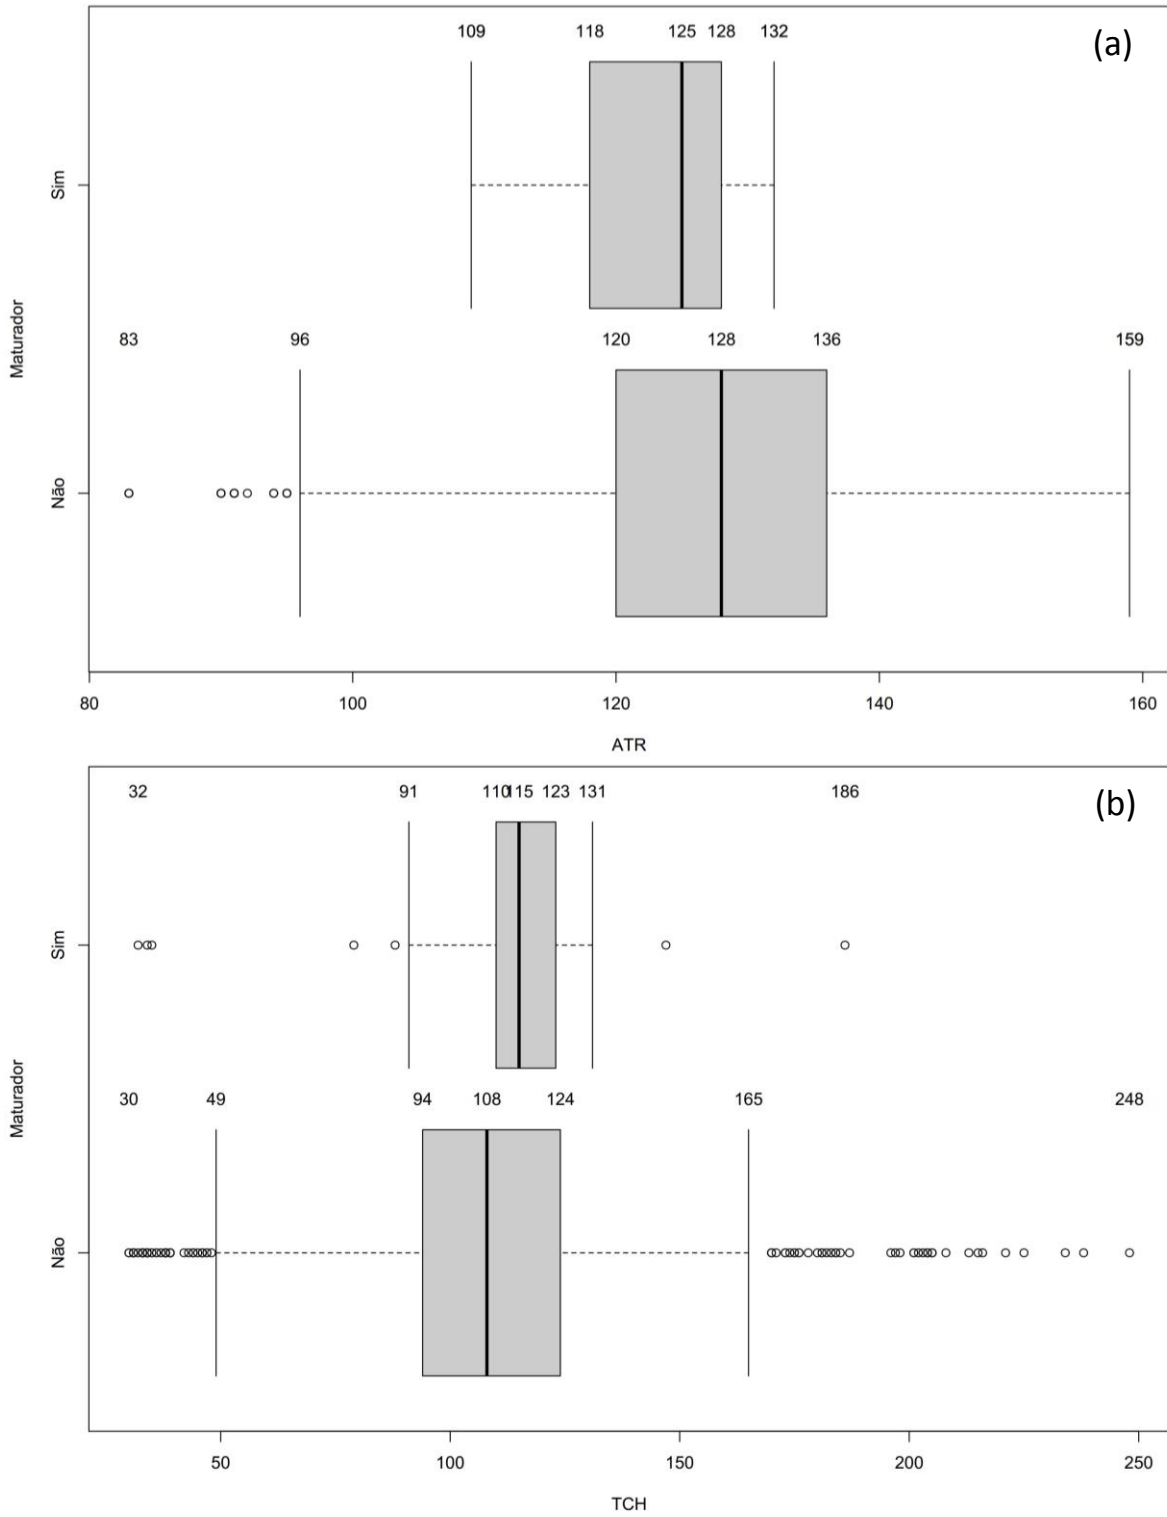 109 118 125 128 132
(a)
Sim
83 96 120 128 136 159
Maturador
Não
80 100 120 140 160
ATR
32 91 110 115 123 131 186
(b)
Sim
30 49 94 108 124 165 248
Maturador
Não
50 100 150 200 250
TCH